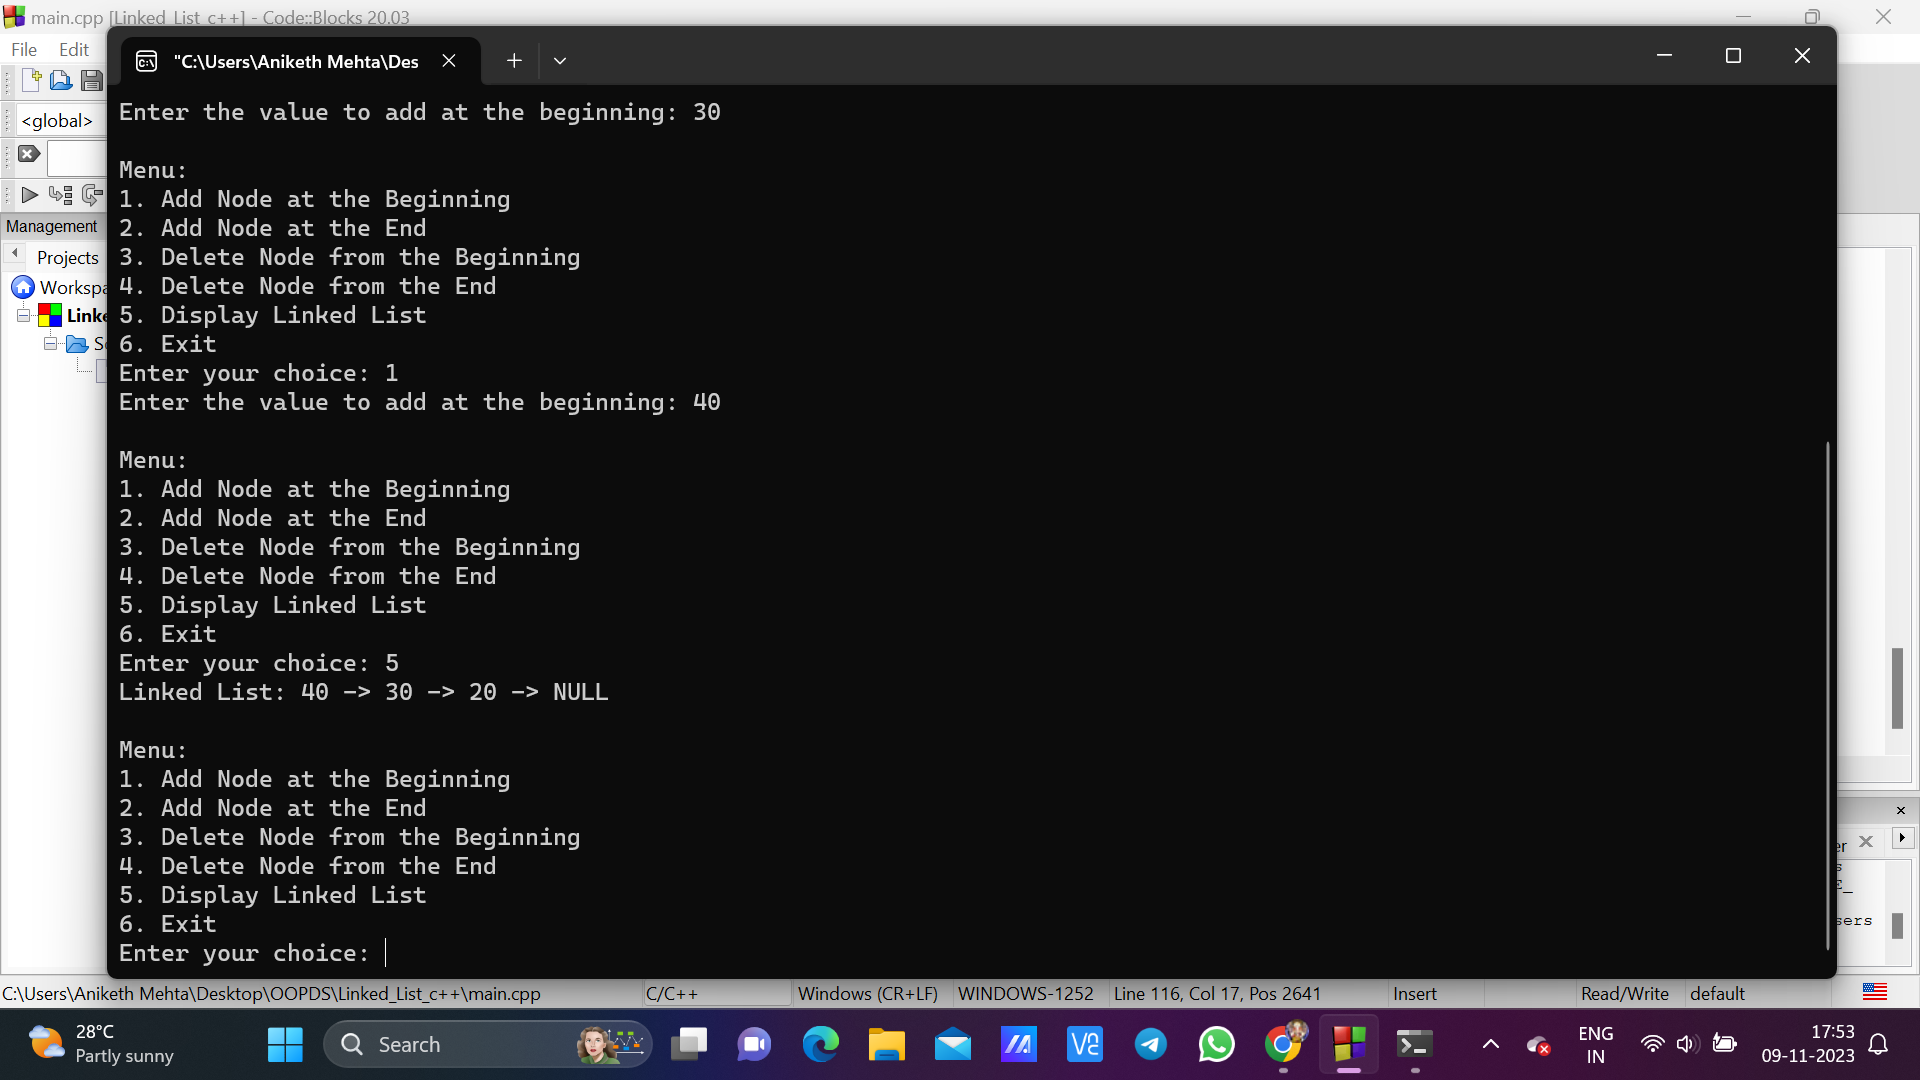 main.cpp [Linked_List_c++] - Code::Blocks 20.03
File Edit
"C:\Users\Aniketh Mehta\Des
<global>
Management
Projects
Workspa
Linke
Enter the value to add at the beginning: 30
Menu:
1. Add Node at the Beginning
2. Add Node at the End
3. Delete Node from the Beginning
4. Delete Node from the End
5. Display Linked List
6. Exit
Enter your choice: 1
Enter the value to add at the beginning: 40
Menu:
1. Add Node at the Beginning
2. Add Node at the End
3. Delete Node from the Beginning
4. Delete Node from the End
5. Display Linked List
6. Exit
Enter your choice: 5
Linked List: 40 -> 30 -> 20 -> NULL
Menu:
1. Add Node at the Beginning
2. Add Node at the End
3. Delete Node from the Beginning
4. Delete Node from the End
5. Display Linked List
6. Exit
Enter your choice:
er
sers
C:\Users\Aniketh Mehta\Desktop\OOPDS\Linked_List_c++\main.cpp C/C++ Windows (CR+LF) WINDOWS-1252 Line 116, Col 17, Pos 2641 Insert Read/Write default
28°C
Partly sunny
Search
ENG
IN
17:53
09-11-2023